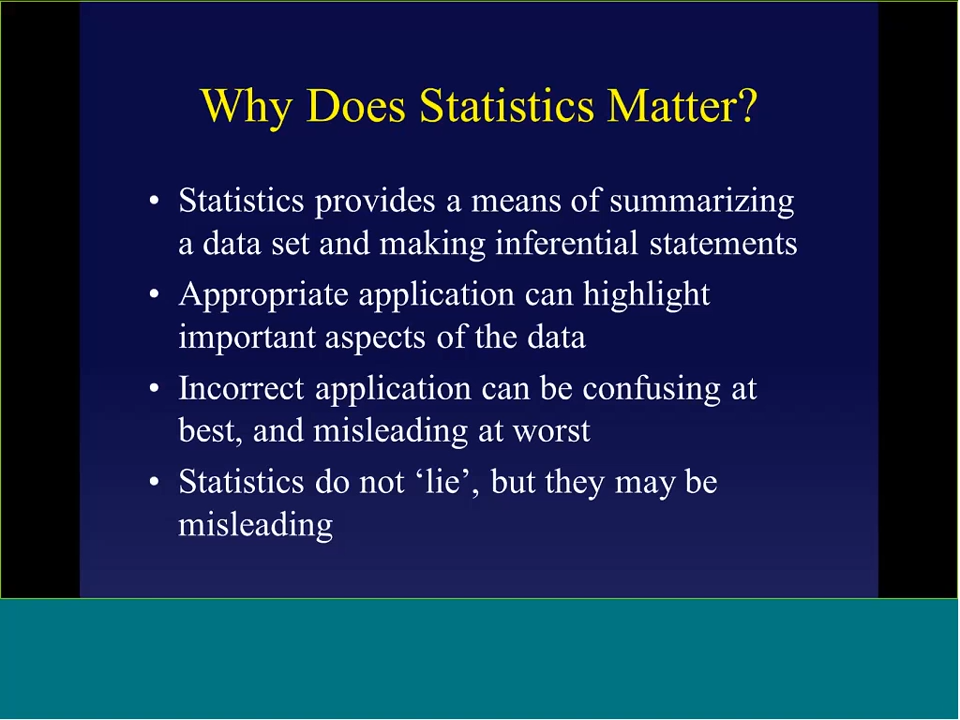 Why Does Statistics Matter?
• Statistics provides a means of summarizing
a data set and making inferential statements
• Appropriate application can highlight
important aspects of the data
• Incorrect application can be confusing at
best, and misleading at worst
• Statistics do not ‘lie’, but they may be
misleading